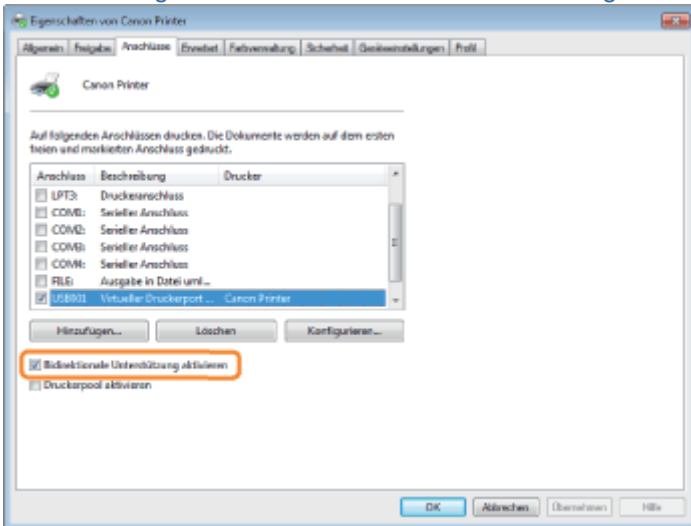 Eigenschaften von Canon Printer
Allgemein Freigabe Anschlüsse Erweitert Farbverwaltung Sicherheit Geräteeinstellungen Profil
Canon Printer
Auf folgenden Anschlüssen drucken. Die Dokumente werden auf dem ersten
freien und markierten Anschluss gedruckt.
Anschluss Beschreibung Drucker
LPT3: Druckeranschluss
COM1: Serieller Anschluss
COM2: Serieller Anschluss
COM3: Serieller Anschluss
COM4: Serieller Anschluss
FILE: Ausgabe in Datei uml...
USB001 Virtueller Druckerport ... Canon Printer
Hinzufügen... Löschen Konfigurieren...
Bidirektionale Unterstützung aktivieren
Druckerpool aktivieren
OK Abbrechen Übernehmen Hilfe